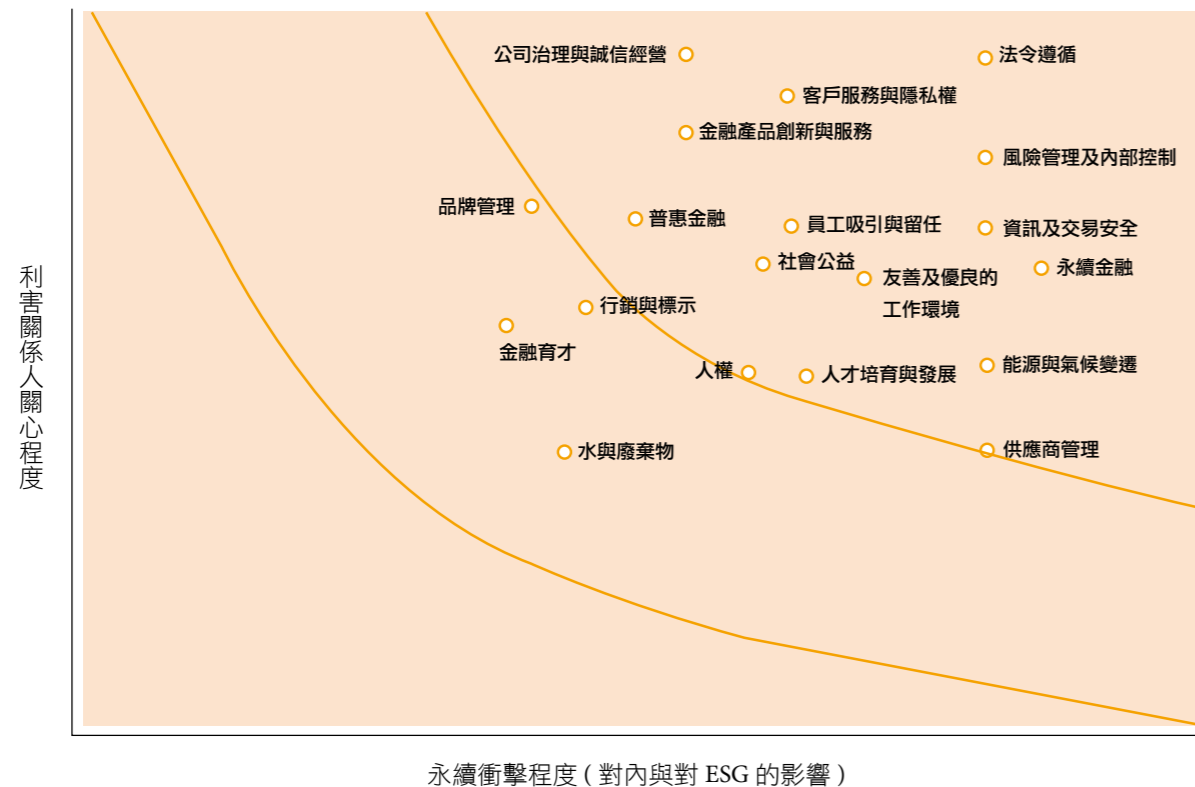 公司治理與誠信經營
法令遵循
客戶服務與隱私權
金融產品創新與服務
風險管理及內部控制
品牌管理
普惠金融
員工吸引與留任
資訊及交易安全
社會公益
永續金融
友善及優良的
工作環境
行銷與標示
金融育才
人權
人才培育與發展
能源與氣候變遷
水與廢棄物
供應商管理
利害關係人關心程度
永續衝擊程度 ( 對內與對 ESG 的影響 )